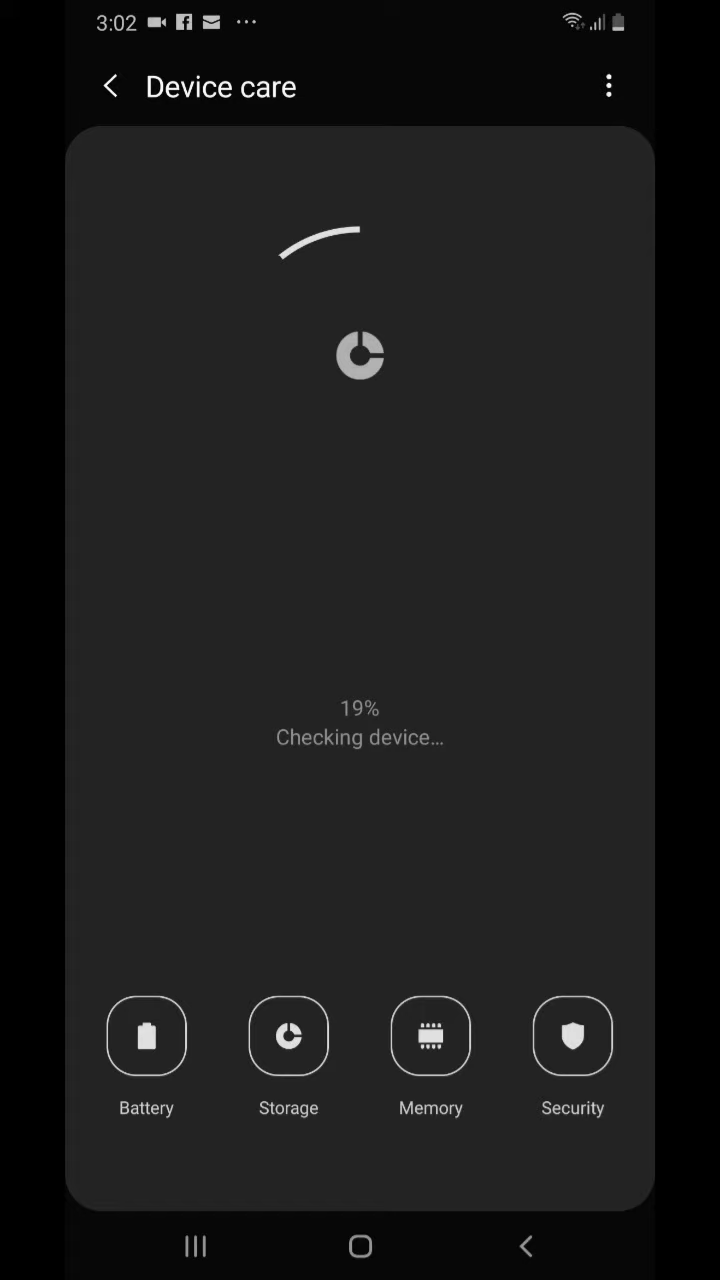 3:02
Device care
19%
Checking device...
Battery
Storage
Memory
Security